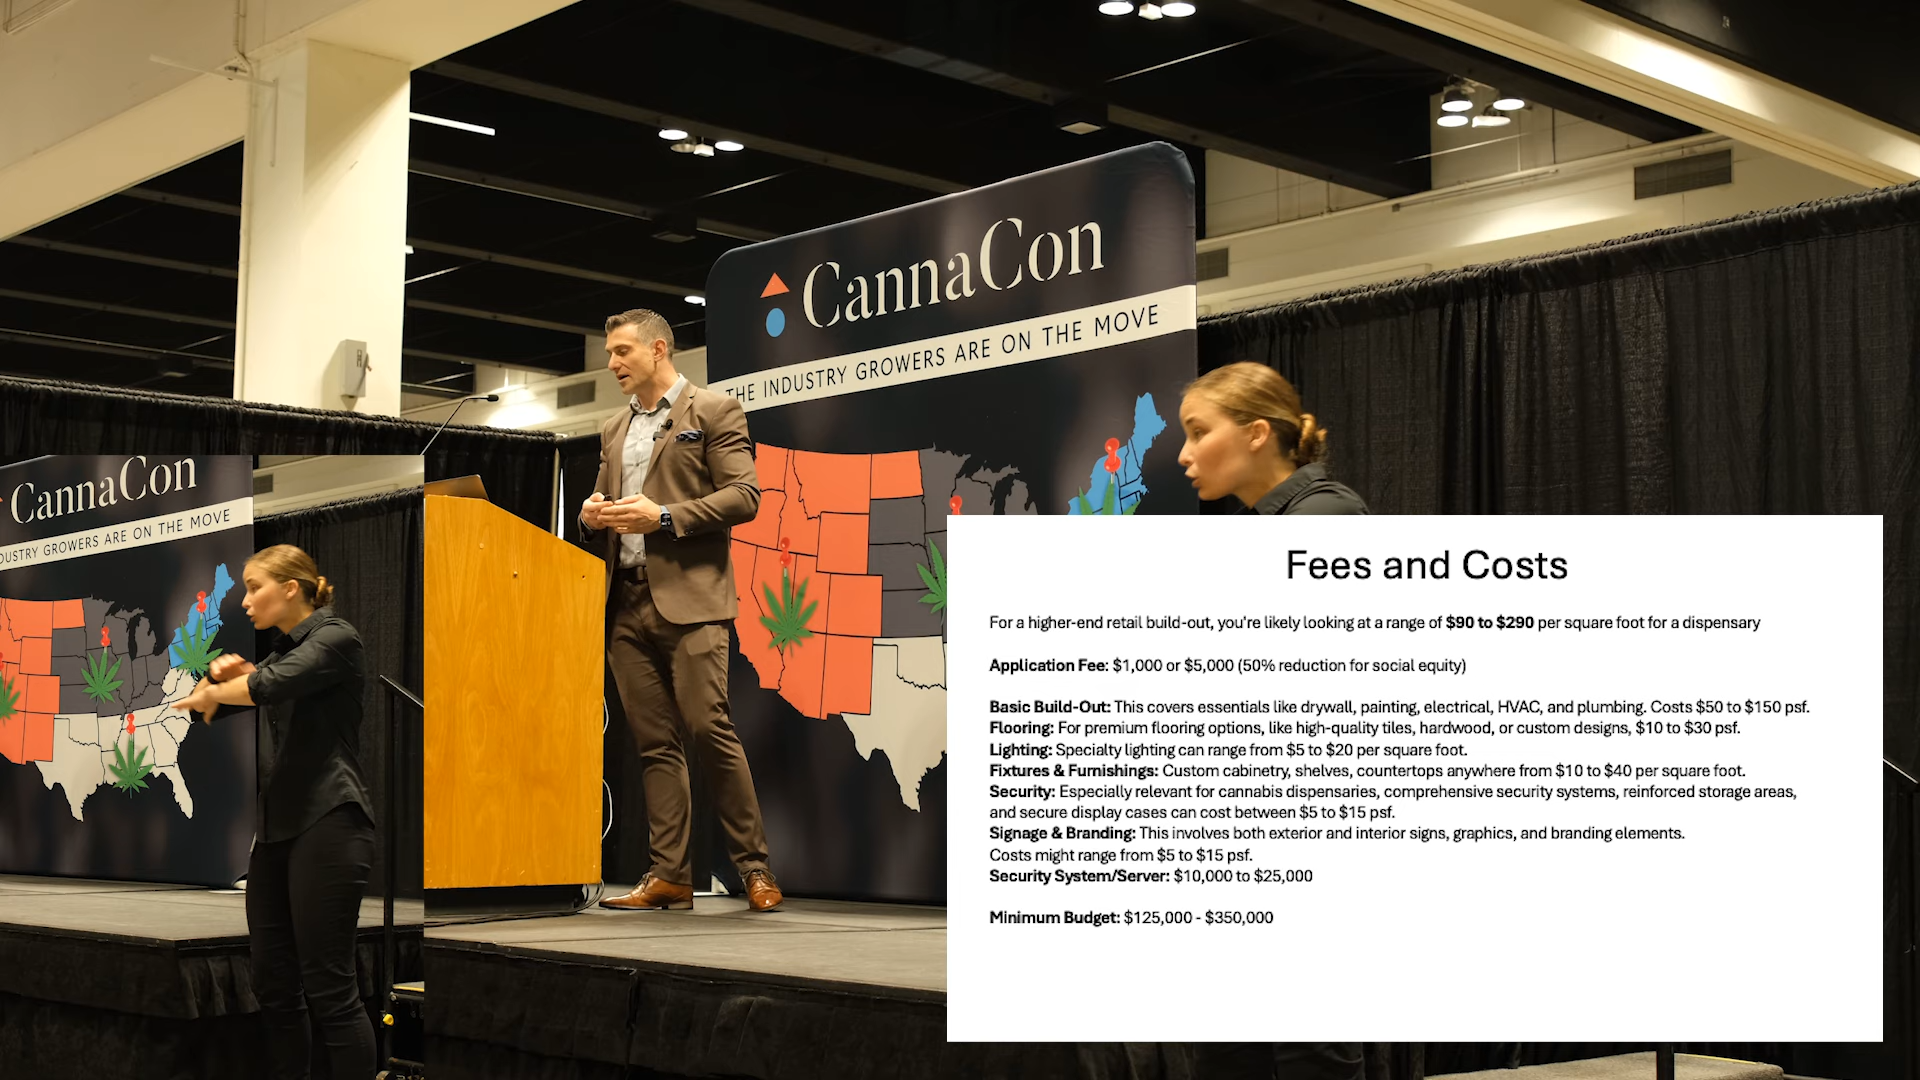 CannaCon
THE INDUSTRY GROWERS ARE ON THE MOVE
CannaCon
DUSTRY GROWERS ARE ON THE MOVE
Fees and Costs
For a higher-end retail build-out, you're likely looking at a range of $90 to $290 per square foot for a dispensary
Application Fee: $1,000 or $5,000 (50% reduction for social equity)
Basic Build-Out: This covers essentials like drywall, painting, electrical, HVAC, and plumbing. Costs $50 to $150 psf.
Flooring: For premium flooring options, like high-quality tiles, hardwood, or custom designs, $10 to $30 psf.
Lighting: Specialty lighting can range from $5 to $20 per square foot.
Fixtures & Furnishings: Custom cabinetry, shelves, countertops anywhere from $10 to $40 per square foot.
Security: Especially relevant for cannabis dispensaries, comprehensive security systems, reinforced storage areas,
and secure display cases can cost between $5 to $15 psf.
Signage & Branding: This involves both exterior and interior signs, graphics, and branding elements.
Costs might range from $5 to $15 psf.
Security System/Server: $10,000 to $25,000
Minimum Budget: $125,000 - $350,000